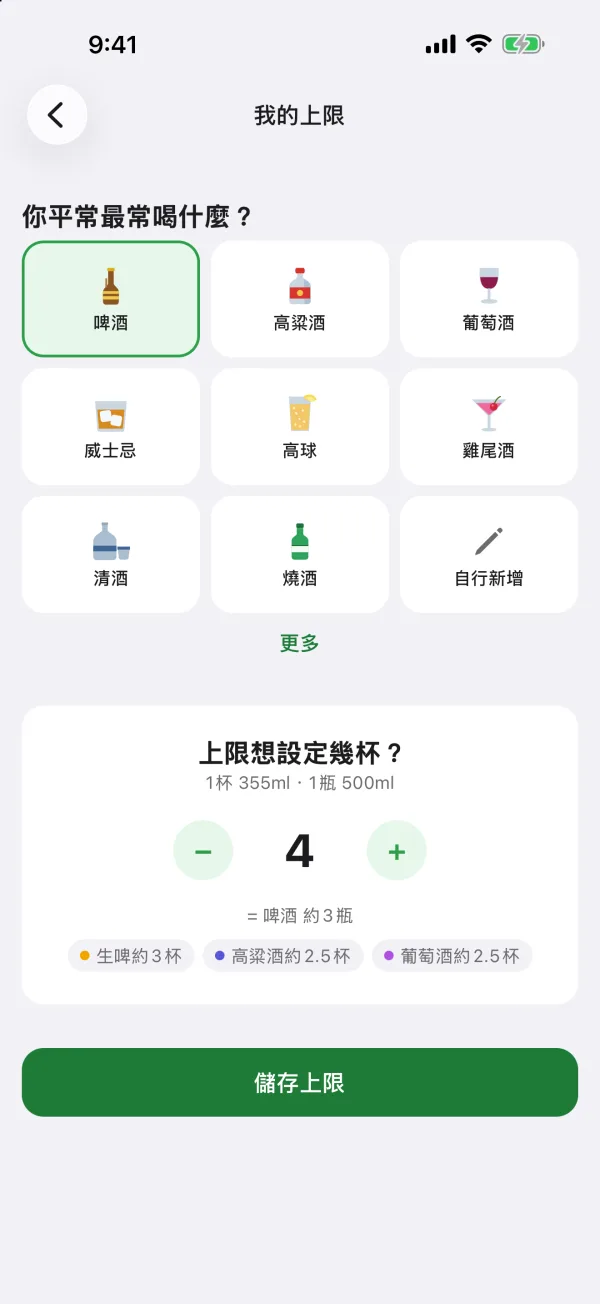 9:41
我的上限
你平常最常喝什麼？
啤酒
高粱酒
葡萄酒
威士忌
高球
雞尾酒
清酒
燒酒
自行新增
更多
上限想設定幾杯？
1杯 355ml · 1瓶 500ml
− 4 +
= 啤酒 約3瓶
生啤約3杯
高粱酒約2.5杯
葡萄酒約2.5杯
儲存上限